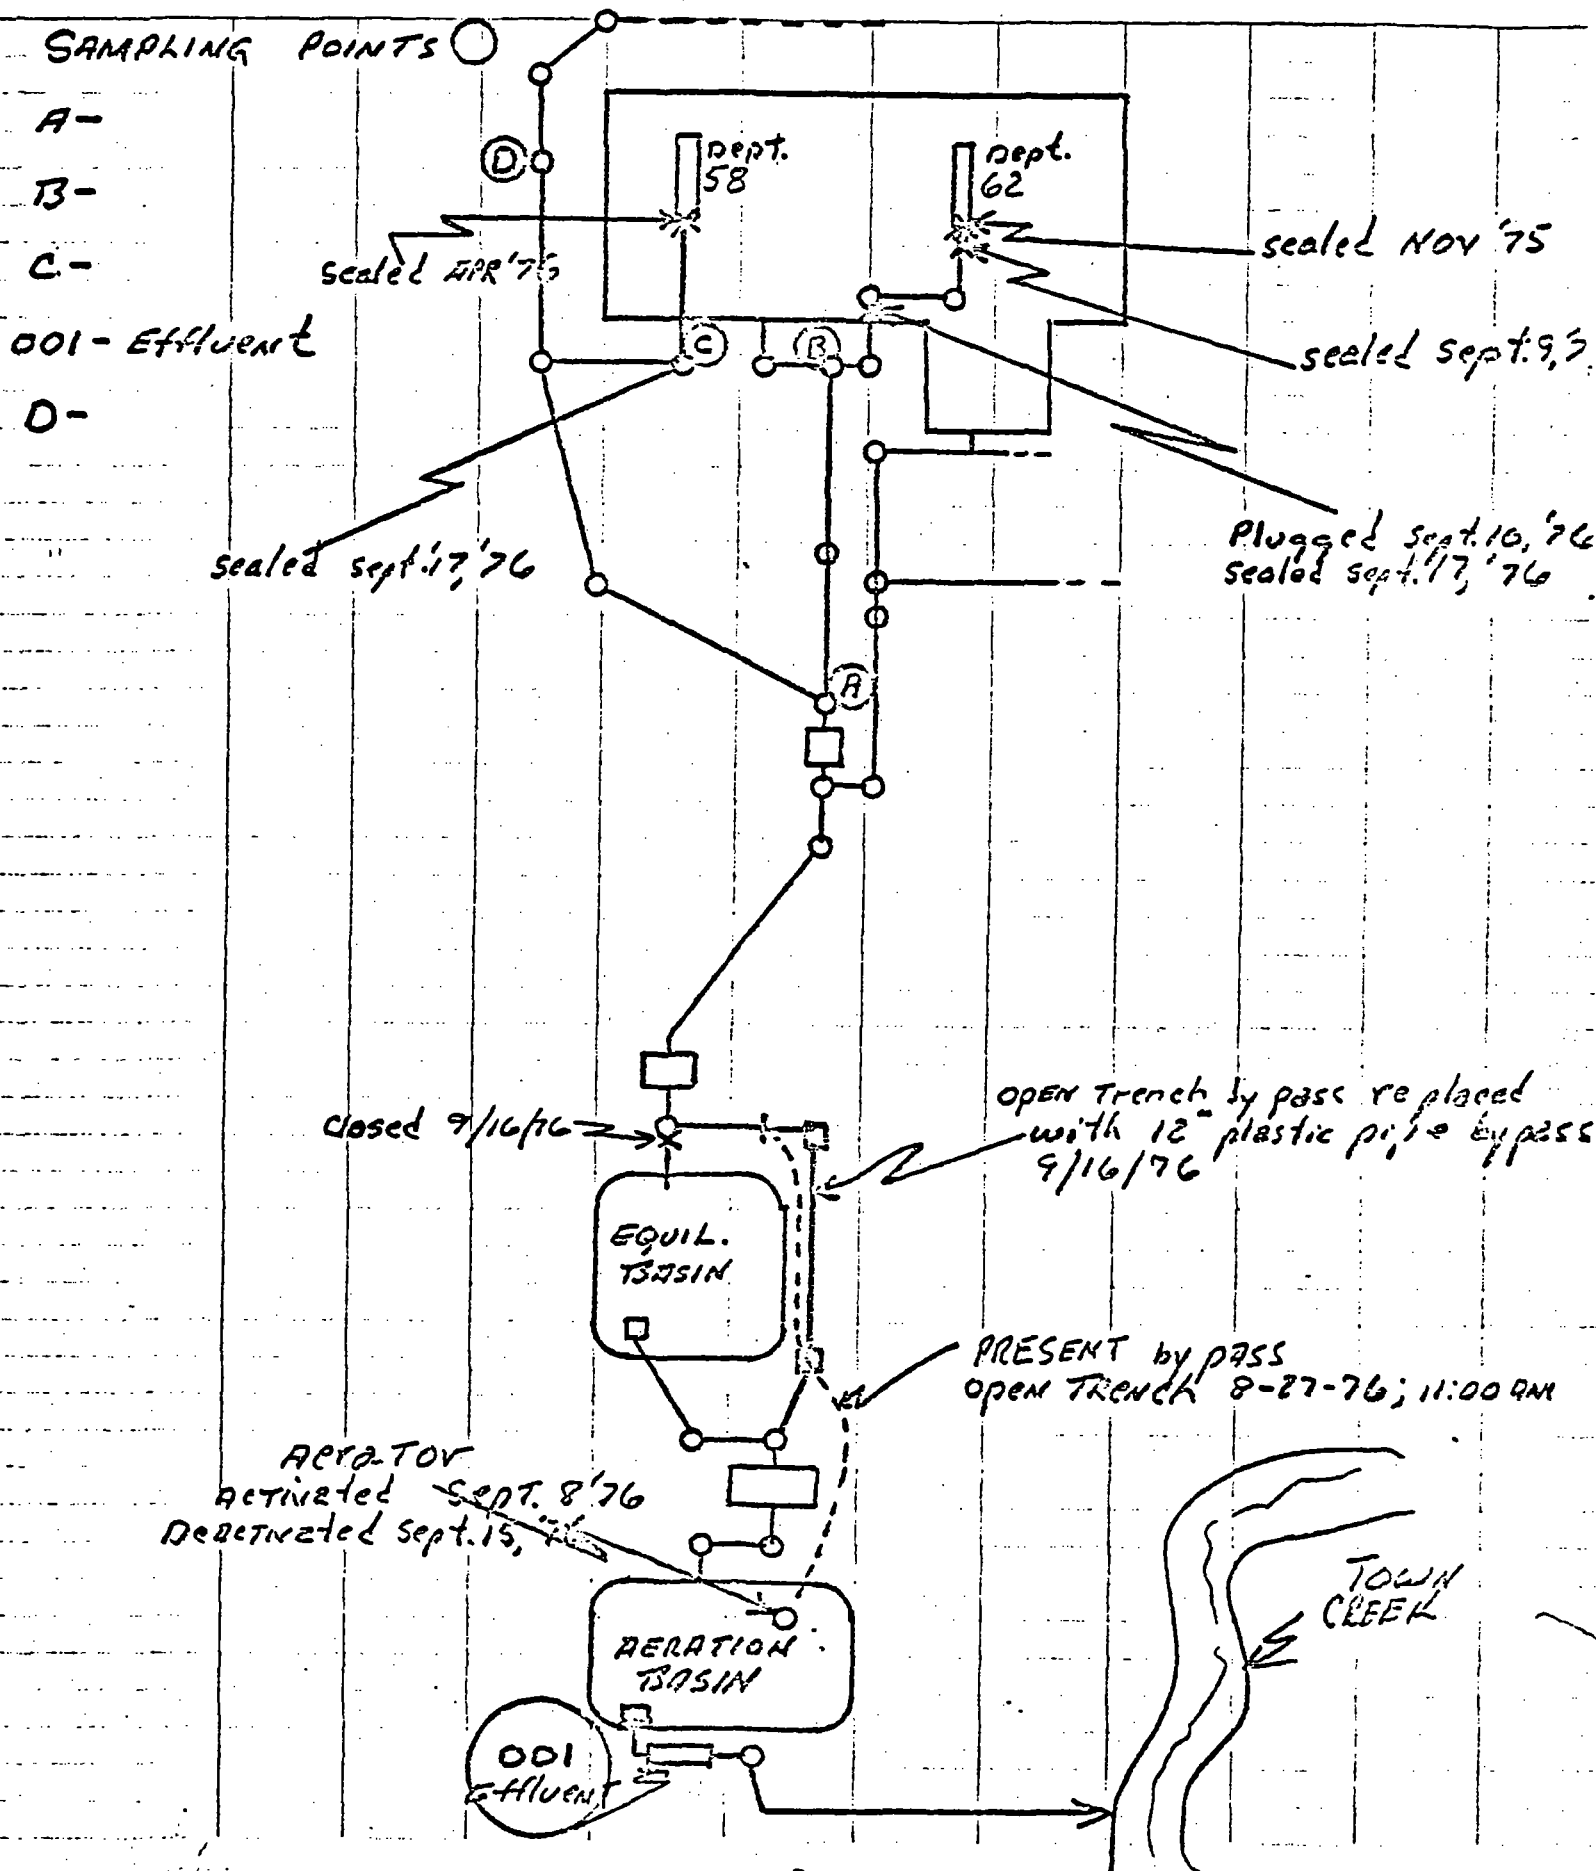 SAMPLING POINTS
A-
B-
C-
001 - Effluent
D-
D
Dept.
58
Dept.
62
sealed APR '76
sealed NOV '75
C
B
sealed Sept. 9, 7
sealed Sept. 17, '76
Plugged Sept. 10, '76
sealed Sept. 17, '76
A
closed 9/16/76
OPEN Trench by pass replaced
with 12" plastic pipe bypass
9/16/76
EQUIL.
BASIN
PRESENT by pass
OPEN TRENCH 8-27-76; 11:00 AM
AeraTor
Activated Sept. 8 '76
Deactivated Sept. 15, '76
AERATION
BASIN
TOWN
CREEK
001
Effluent